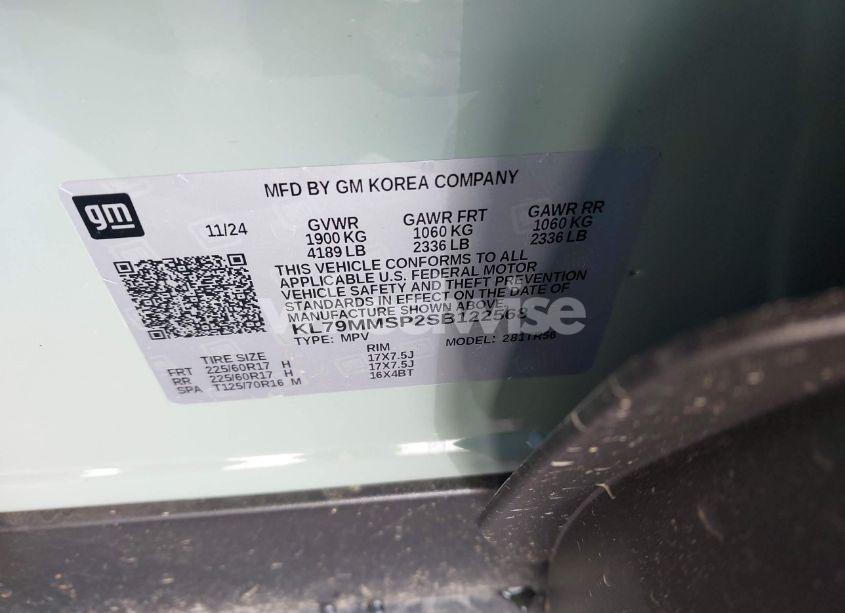 MFD BY GM KOREA COMPANY
gm
11/24
GVWR GAWR FRT GAWR RR
1900 KG 1060 KG 1060 KG
4189 LB 2336 LB 2336 LB
THIS VEHICLE CONFORMS TO ALL
APPLICABLE U.S. FEDERAL MOTOR
VEHICLE SAFETY AND THEFT PREVENTION
STANDARDS IN EFFECT ON THE DATE OF
MANUFACTURE SHOWN ABOVE.
KL79MMSP2SB122568
TYPE: MPV MODEL: 281TR56
TIRE SIZE RIM
FRT 225/60R17 H 17X7.5J
RR 225/60R17 H 17X7.5J
SPA T125/70R16 M 16X4BT